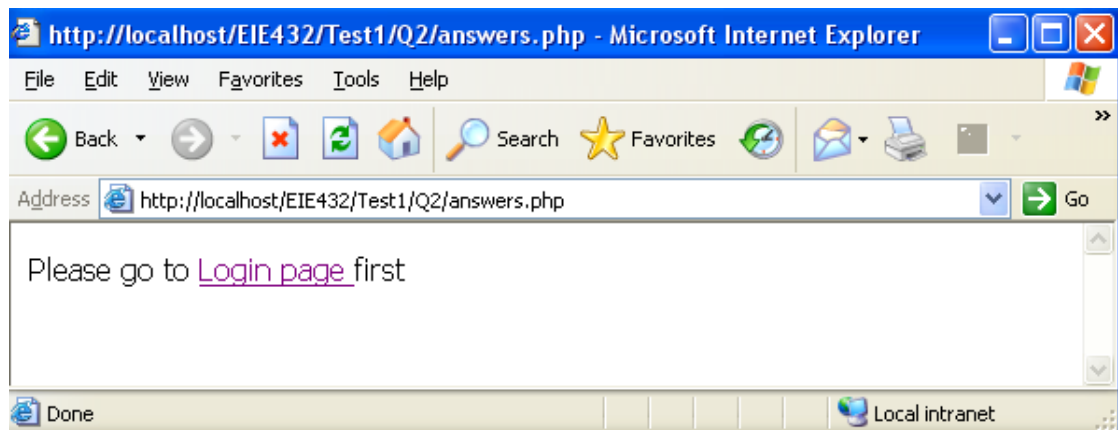 http://localhost/EIE432/Test1/Q2/answers.php - Microsoft Internet Explorer
File Edit View Favorites Tools Help
Back Search Favorites »
Address http://localhost/EIE432/Test1/Q2/answers.php Go
Please go to Login page first
Done Local intranet